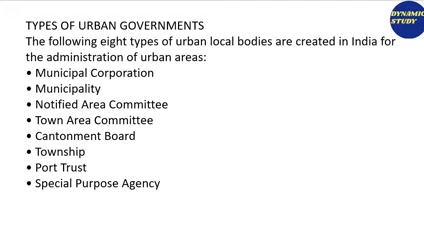 DYNAMIC
STUDY
TYPES OF URBAN GOVERNMENTS
The following eight types of urban local bodies are created in India for
the administration of urban areas:
• Municipal Corporation
• Municipality
• Notified Area Committee
• Town Area Committee
• Cantonment Board
• Township
• Port Trust
• Special Purpose Agency